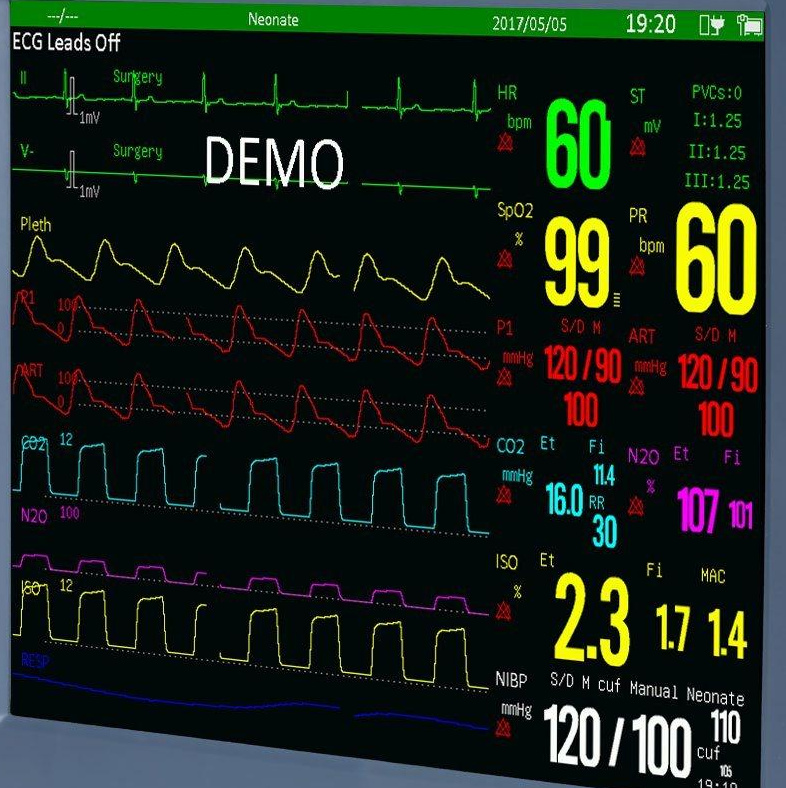 --/---
Neonate
2017/05/05
19:20
ECG Leads Off
II
Surgery
1mV
V-
Surgery
1mV
DEMO
Pleth
P1
100
0
ART
100
0
CO2 12
N2O 100
ISO 12
RESP
HR
bpm
60
ST
mV
PVCs:0
I:1.25
II:1.25
III:1.25
SpO2
%
99
PR
bpm
60
P1
mmHg
S/D M
120/90
100
ART
mmHg
S/D M
120/90
100
CO2 Et Fi
mmHg
16.0
11.4
RR
30
N2O Et Fi
%
107 101
ISO Et Fi MAC
%
2.3 1.7 1.4
NIBP S/D M cuf Manual Neonate
mmHg
120/100
110
cuf
105